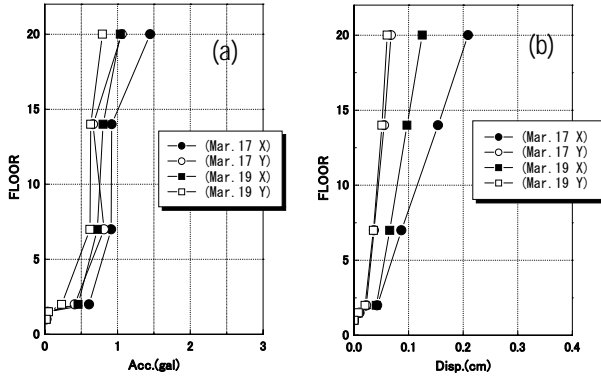 20
15
10
5
0
FLOOR
(a)
(Mar.17 X)
(Mar.17 Y)
(Mar.19 X)
(Mar.19 Y)
0 1 2 3
Acc.(gal)
20
15
10
5
0
FLOOR
(b)
(Mar.17 X)
(Mar.17 Y)
(Mar.19 X)
(Mar.19 Y)
0.0 0.1 0.2 0.3 0.4
Disp.(cm)